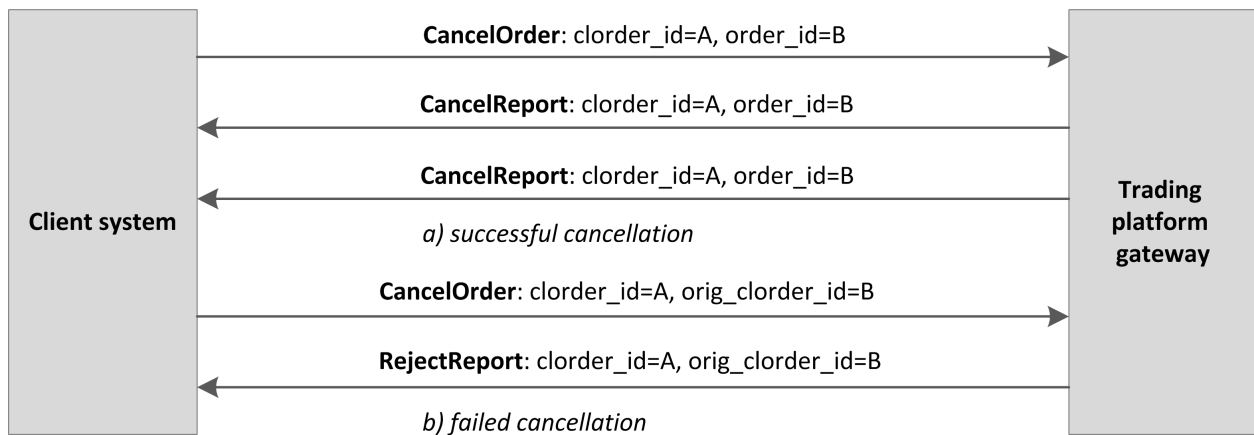 CancelOrder: clorder_id=A, order_id=B
CancelReport: clorder_id=A, order_id=B
CancelReport: clorder_id=A, order_id=B
Client system
Trading
platform
gateway
a) successful cancellation
CancelOrder: clorder_id=A, orig_clorder_id=B
RejectReport: clorder_id=A, orig_clorder_id=B
b) failed cancellation